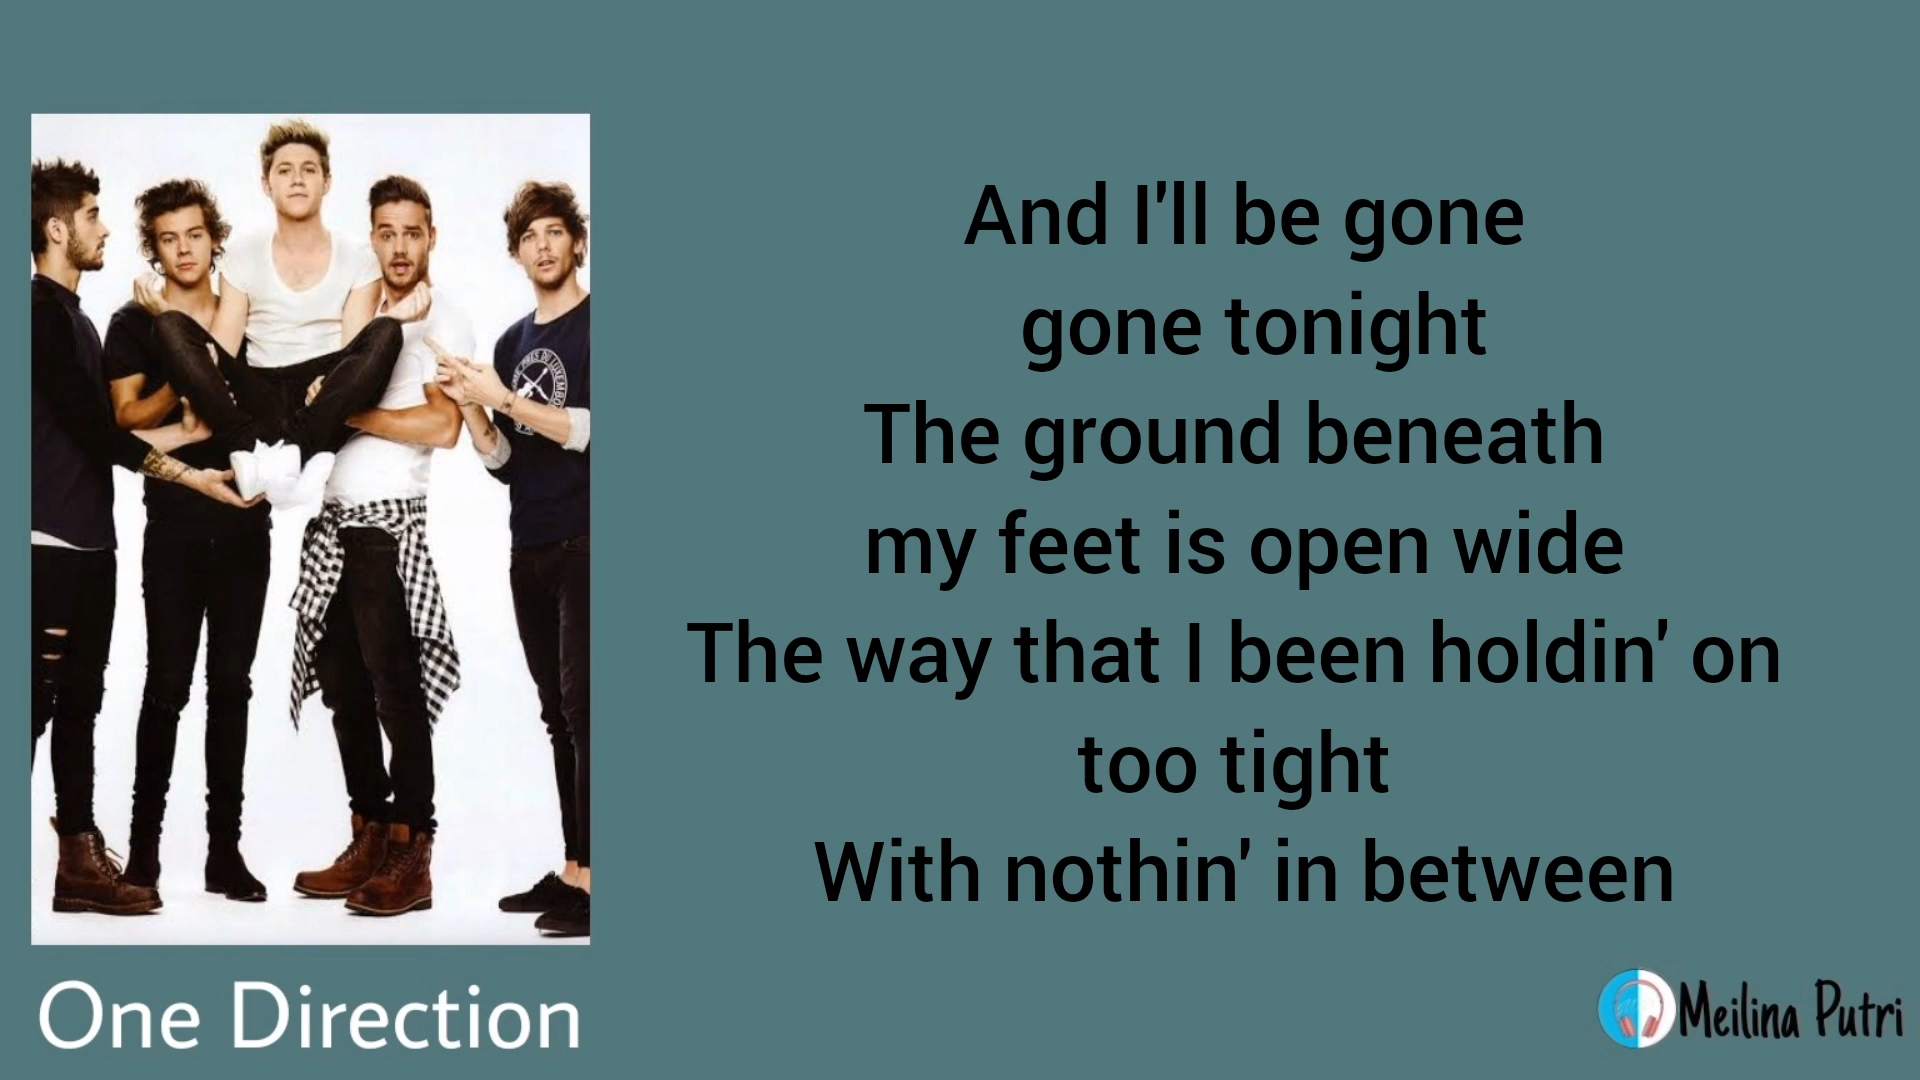 And I'll be gone
gone tonight
The ground beneath
my feet is open wide
The way that I been holdin' on
too tight
With nothin' in between
One Direction
Meilina Putri